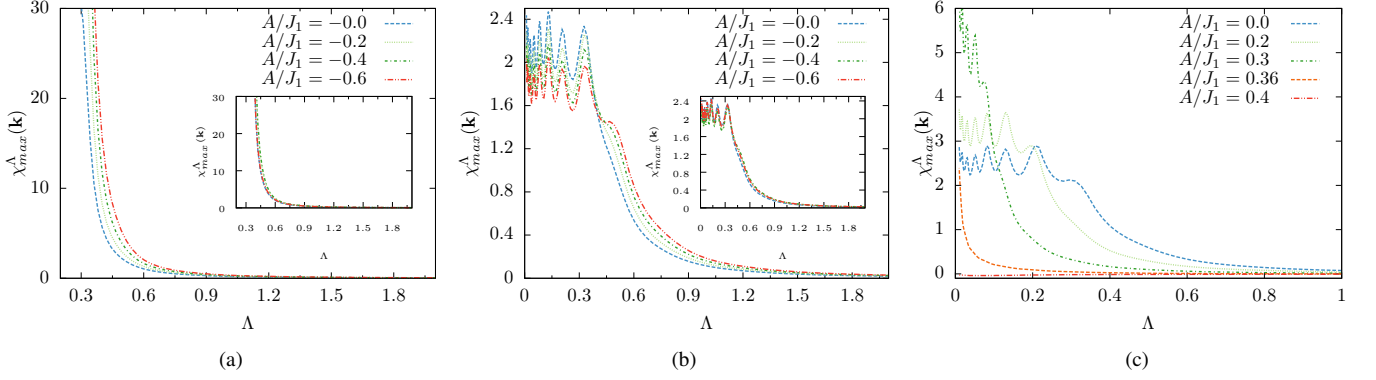 30
20
10
0
χ^Λ_max(k)
0.3 0.6 0.9 1.2 1.5 1.8
Λ
A/J₁ = −0.0
A/J₁ = −0.2
A/J₁ = −0.4
A/J₁ = −0.6
30
20
10
0
χ^Λ_max(k)
0.3 0.6 0.9 1.2 1.5 1.8
Λ
(a)
2.4
2
1.6
1.2
0.8
0.4
0
χ^Λ_max(k)
0 0.3 0.6 0.9 1.2 1.5 1.8
Λ
A/J₁ = −0.0
A/J₁ = −0.2
A/J₁ = −0.4
A/J₁ = −0.6
2.4
2
1.6
1.2
0.8
0.4
0
χ^Λ_max(k)
0 0.3 0.6 0.9 1.2 1.5 1.8
Λ
(b)
6
5
4
3
2
1
0
χ^Λ_max(k)
0 0.2 0.4 0.6 0.8 1
Λ
A/J₁ = 0.0
A/J₁ = 0.2
A/J₁ = 0.3
A/J₁ = 0.36
A/J₁ = 0.4
(c)